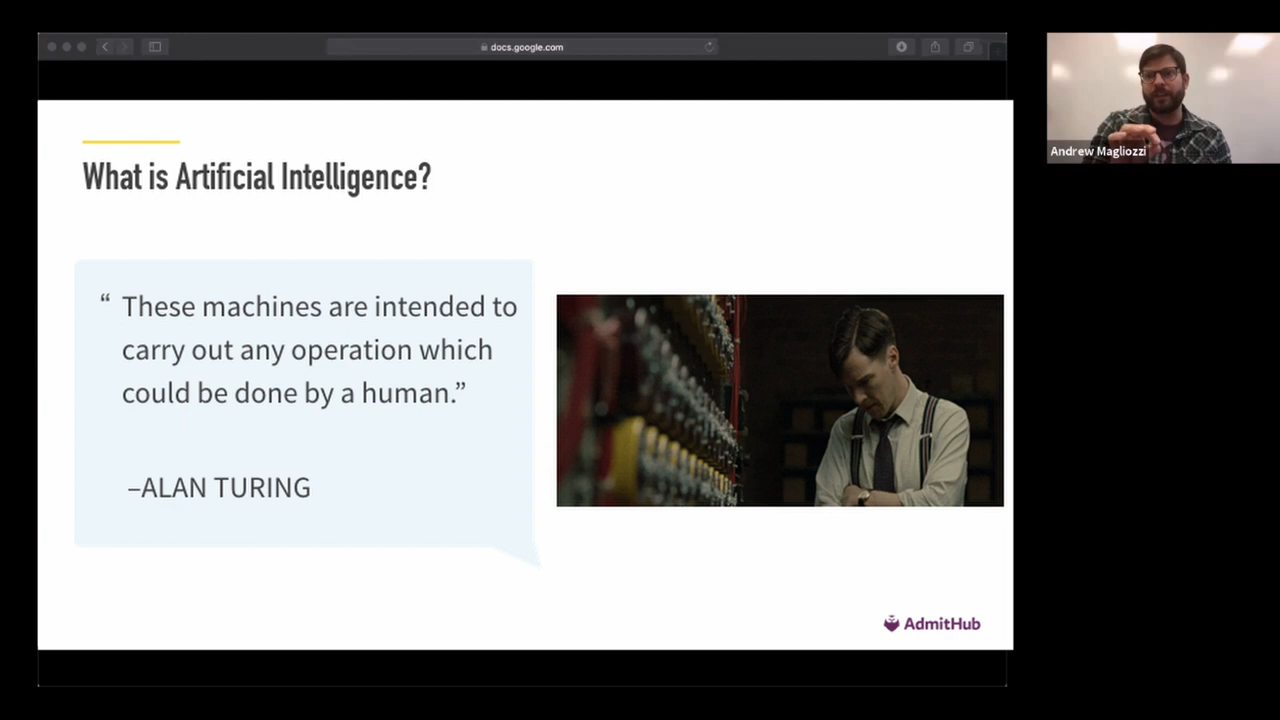 docs.google.com
What is Artificial Intelligence?
“ These machines are intended to
carry out any operation which
could be done by a human.”
–ALAN TURING
AdmitHub
Andrew Magliozzi